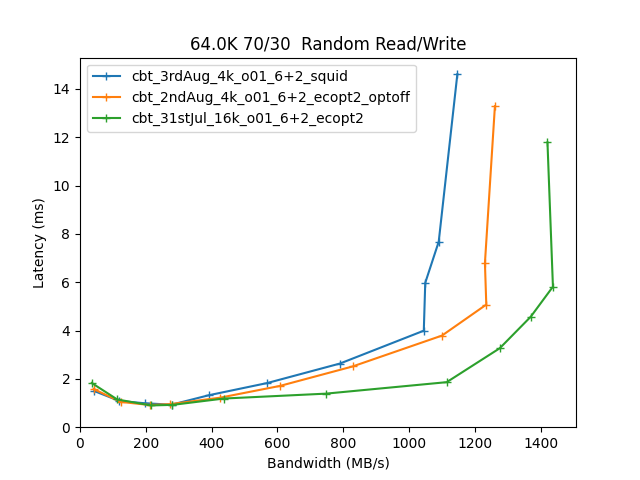 64.0K 70/30  Random Read/Write
cbt_3rdAug_4k_o01_6+2_squid
cbt_2ndAug_4k_o01_6+2_ecopt2_optoff
cbt_31stJul_16k_o01_6+2_ecopt2
Latency (ms)
14
12
10
8
6
4
2
0
0 200 400 600 800 1000 1200 1400
Bandwidth (MB/s)